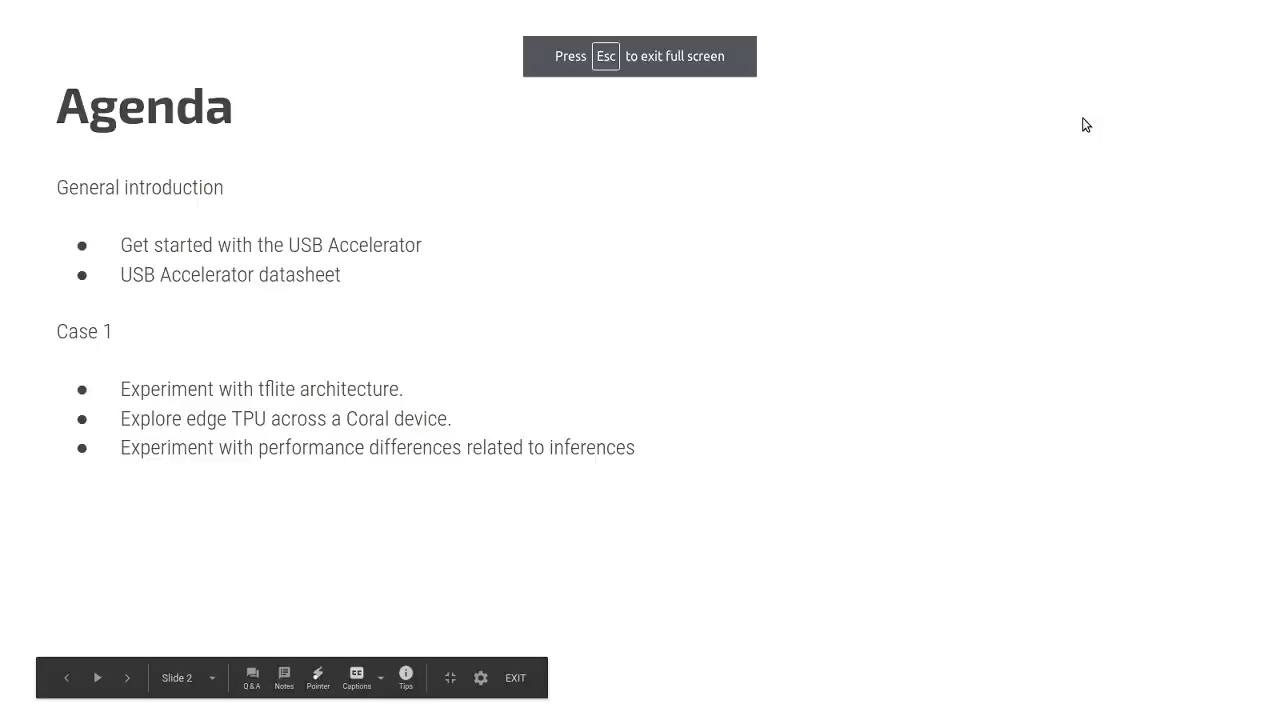 Press Esc to exit full screen
Agenda
General introduction
● Get started with the USB Accelerator
● USB Accelerator datasheet
Case 1
● Experiment with tflite architecture.
● Explore edge TPU across a Coral device.
● Experiment with performance differences related to inferences
Slide 2 Q & A Notes Pointer CC Captions Tips EXIT